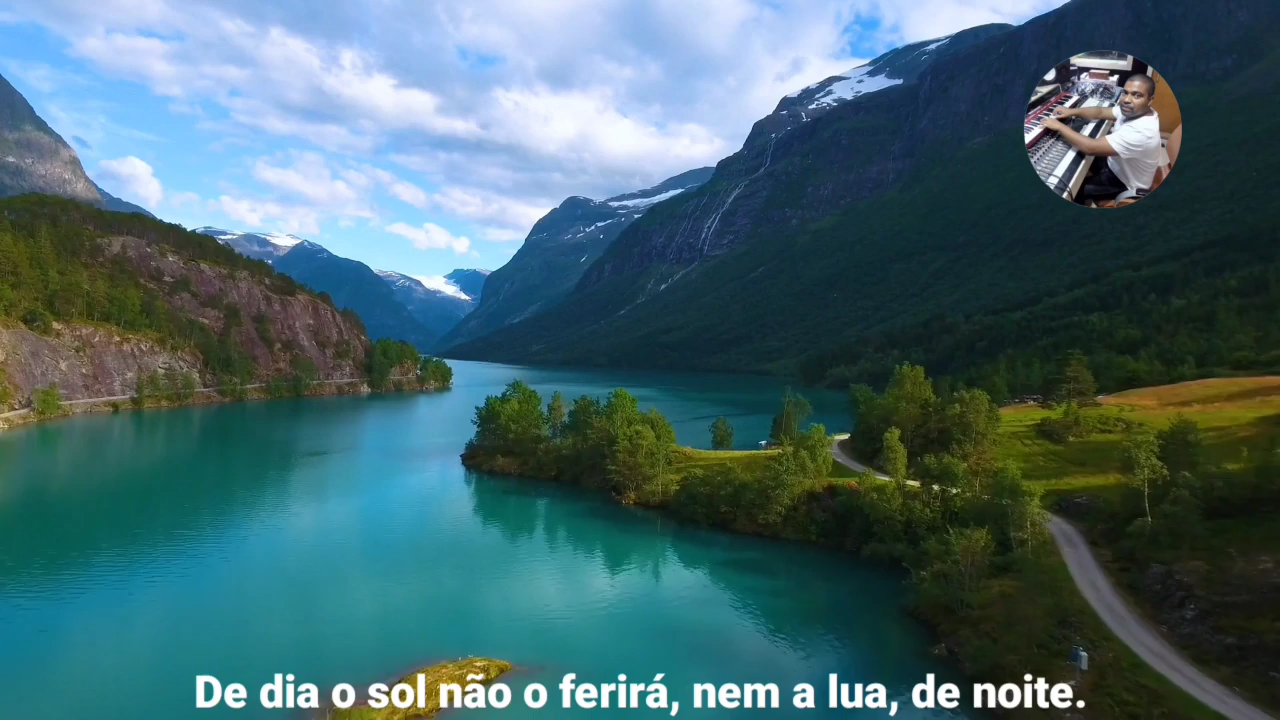 De dia o sol não o ferirá, nem a lua, de noite.